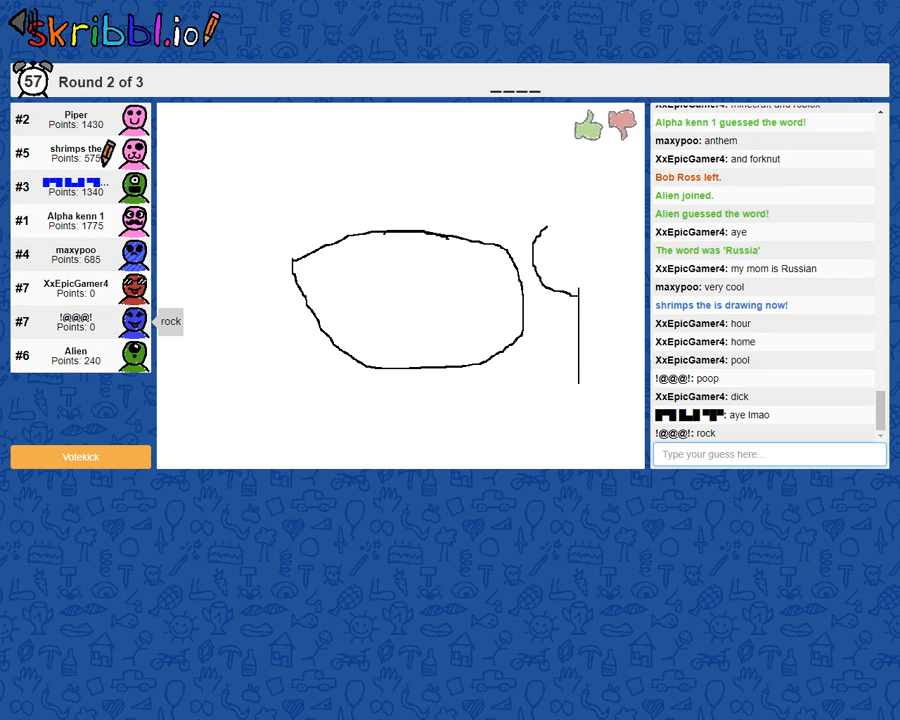 skribbl.io
57 Round 2 of 3 ____
#2 Piper
Points: 1430
#5 shrimps the
Points: 575
#3
Points: 1340
#1 Alpha kenn 1
Points: 1775
#4 maxypoo
Points: 685
#7 XxEpicGamer4
Points: 0
#7 !@@@!
Points: 0
rock
#6 Alien
Points: 240
Votekick
XxEpicGamer4: minecraft and roblox
Alpha kenn 1 guessed the word!
maxypoo: anthem
XxEpicGamer4: and forknut
Bob Ross left.
Alien joined.
Alien guessed the word!
XxEpicGamer4: aye
The word was 'Russia'
XxEpicGamer4: my mom is Russian
maxypoo: very cool
shrimps the is drawing now!
XxEpicGamer4: hour
XxEpicGamer4: home
XxEpicGamer4: pool
!@@@!: poop
XxEpicGamer4: dick
: aye lmao
!@@@!: rock
Type your guess here...